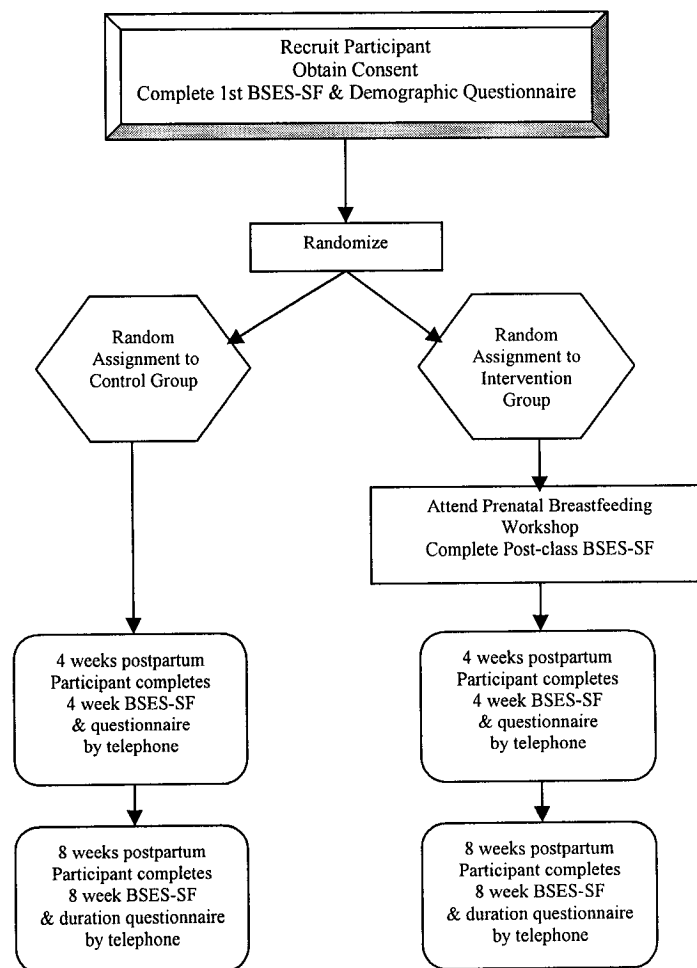 Recruit Participant
Obtain Consent
Complete 1st BSES-SF & Demographic Questionnaire
Randomize
Random
Assignment to
Control Group
Random
Assignment to
Intervention
Group
Attend Prenatal Breastfeeding
Workshop
Complete Post-class BSES-SF
4 weeks postpartum
Participant completes
4 week BSES-SF
& questionnaire
by telephone
4 weeks postpartum
Participant completes
4 week BSES-SF
& questionnaire
by telephone
8 weeks postpartum
Participant completes
8 week BSES-SF
& duration questionnaire
by telephone
8 weeks postpartum
Participant completes
8 week BSES-SF
& duration questionnaire
by telephone